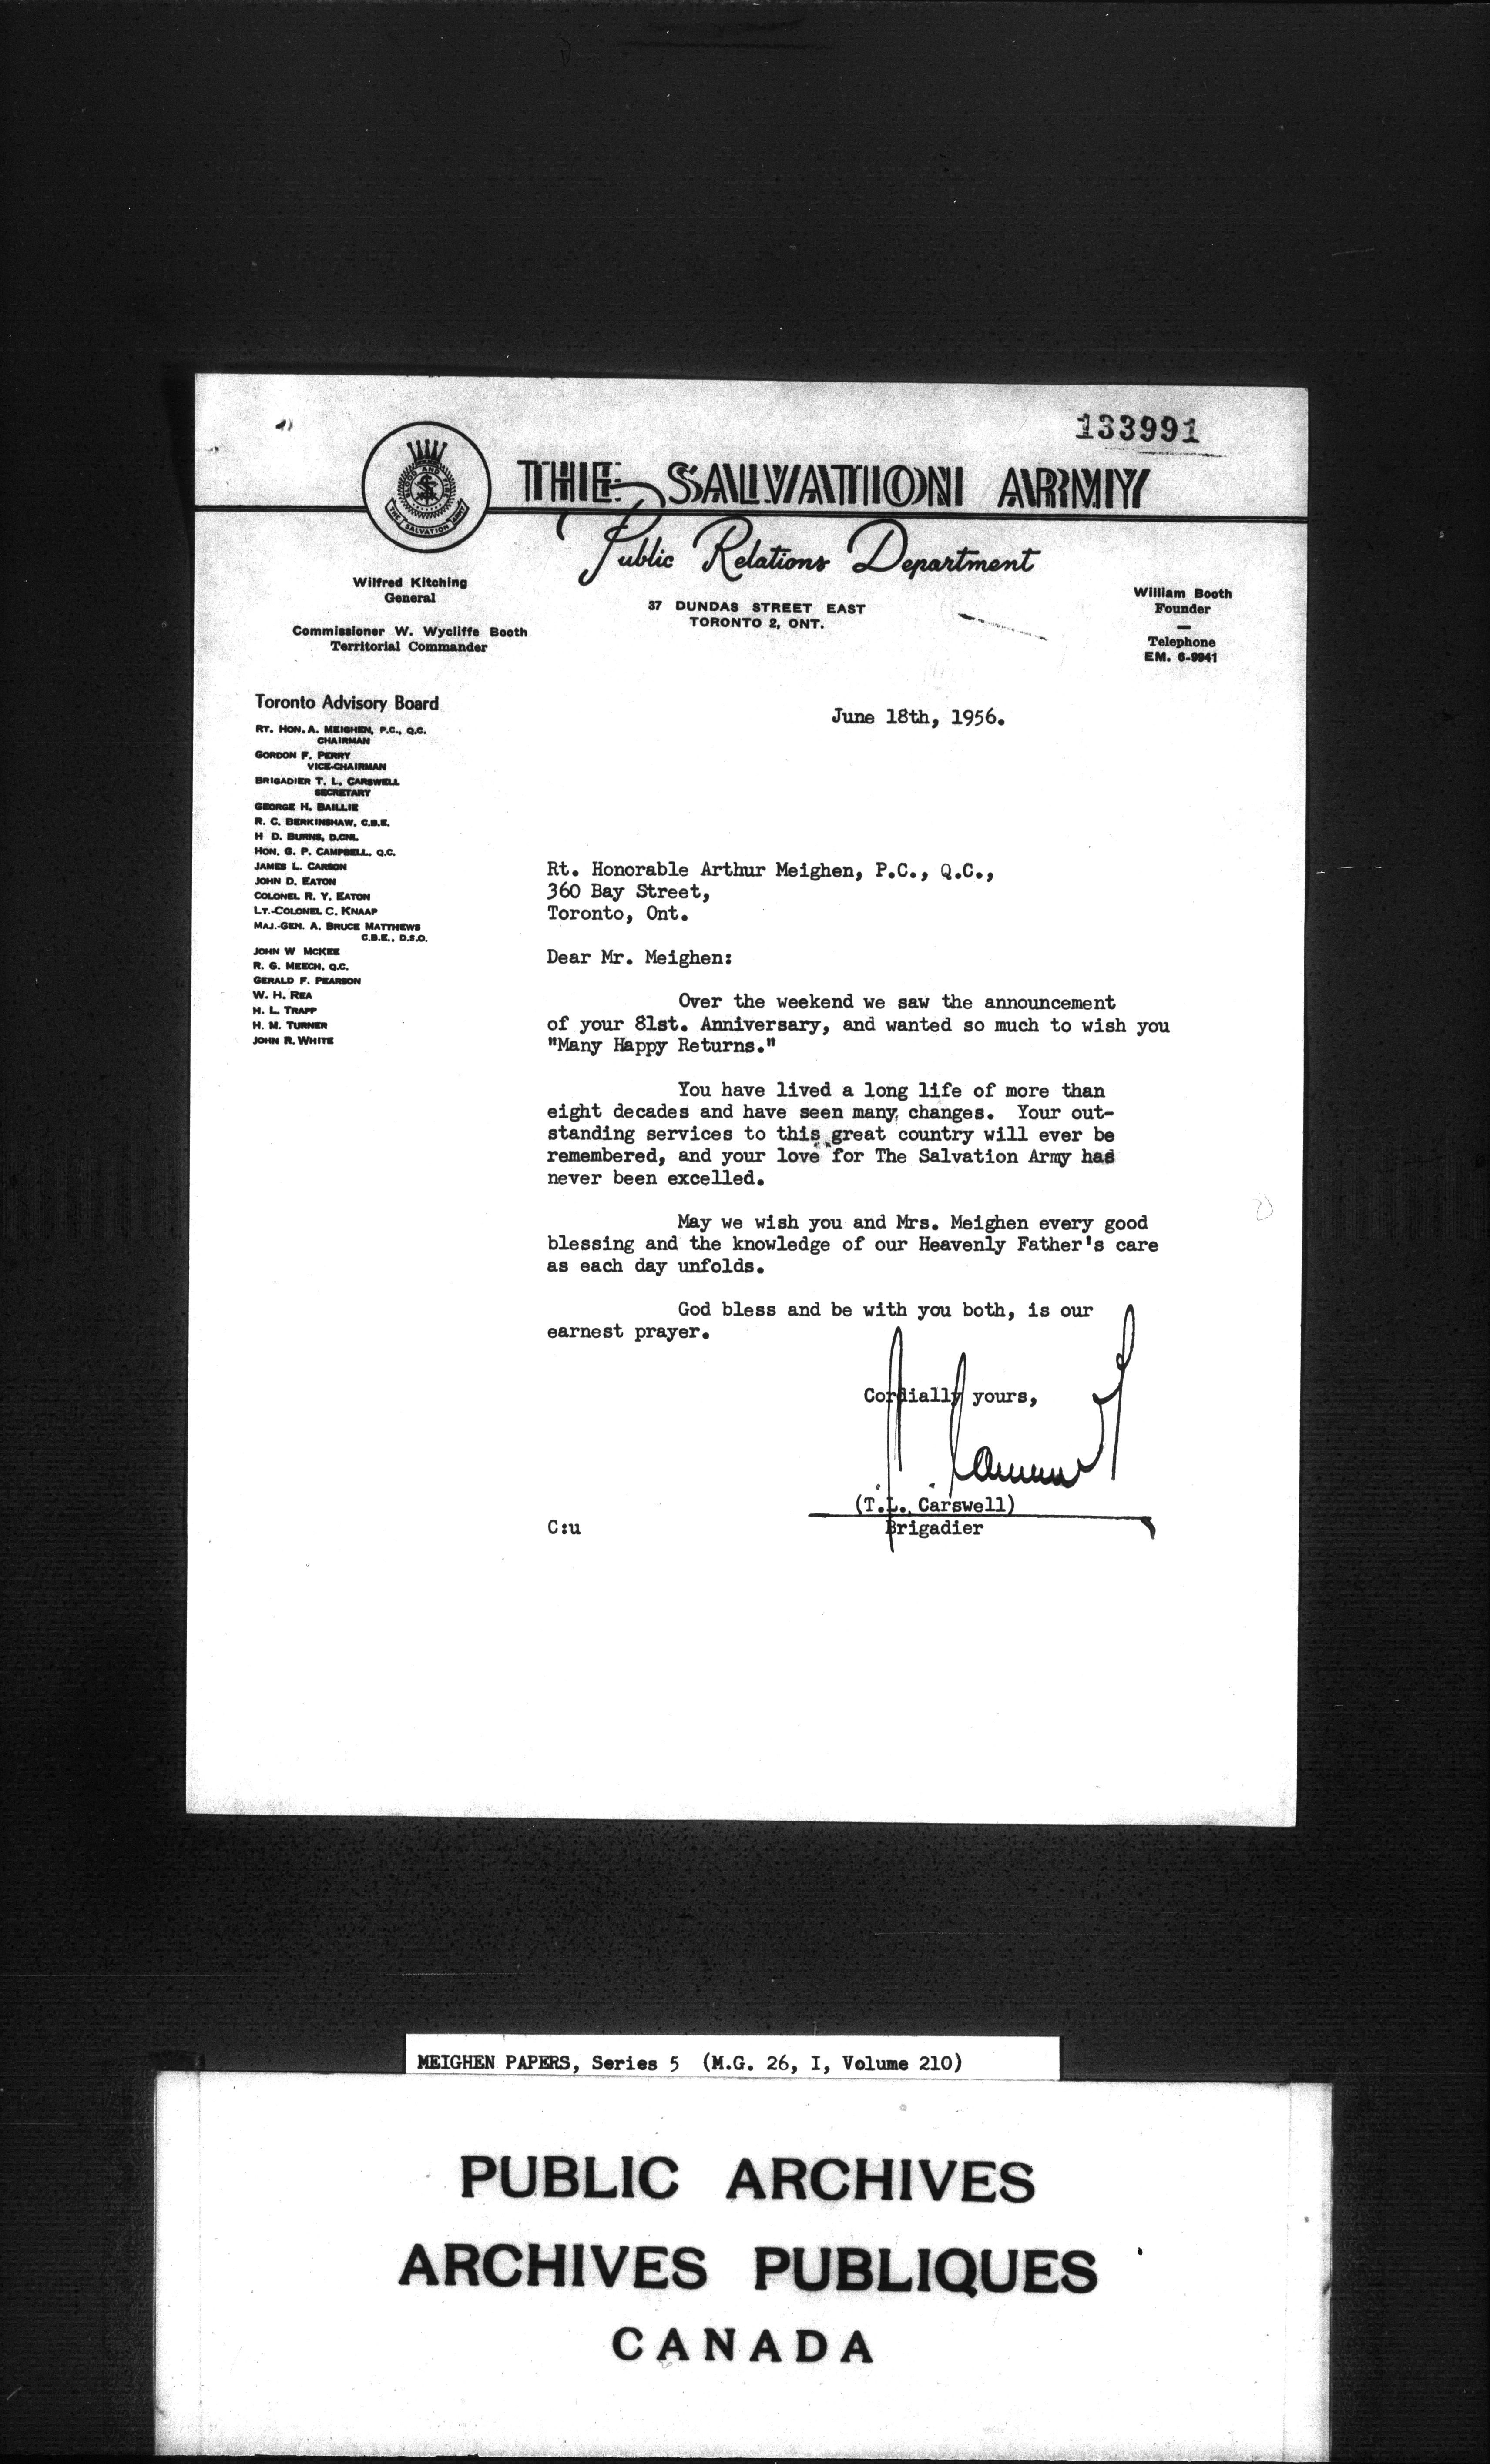 133991
THE SALVATION ARMY
BLOOD AND FIRE
THE SALVATION ARMY
Public Relations Department
37 DUNDAS STREET EAST
TORONTO 2, ONT.
Wilfred Kitching
General
Commissioner W. Wycliffe Booth
Territorial Commander
William Booth
Founder
Telephone
EM. 6-9941
Toronto Advisory Board
RT. HON. A. MEIGHEN, P.C., Q.C.
CHAIRMAN
GORDON F. PERRY
VICE-CHAIRMAN
BRIGADIER T. L. CARSWELL
SECRETARY
GEORGE H. BAILLIE
R. C. BERKINSHAW, C.B.E.
H D. BURNS, D.CNL.
HON. G. P. CAMPBELL, Q.C.
JAMES L. CARSON
JOHN D. EATON
COLONEL R. Y. EATON
LT.-COLONEL C. KNAAP
MAJ.-GEN. A. BRUCE MATTHEWS
C.B.E., D.S.O.
JOHN W MCKEE
R. G. MEECH, Q.C.
GERALD F. PEARSON
W. H. REA
H. L. TRAPP
H. M. TURNER
JOHN R. WHITE
June 18th, 1956.
Rt. Honorable Arthur Meighen, P.C., Q.C.,
360 Bay Street,
Toronto, Ont.
Dear Mr. Meighen:
Over the weekend we saw the announcement
of your 81st. Anniversary, and wanted so much to wish you
"Many Happy Returns."
You have lived a long life of more than
eight decades and have seen many changes. Your out-
standing services to this great country will ever be
remembered, and your love for The Salvation Army has
never been excelled.
May we wish you and Mrs. Meighen every good
blessing and the knowledge of our Heavenly Father's care
as each day unfolds.
God bless and be with you both, is our
earnest prayer.
Cordially yours,
(T.L. Carswell)
Brigadier
C:u
MEIGHEN PAPERS, Series 5 (M.G. 26, I, Volume 210)
PUBLIC ARCHIVES
ARCHIVES PUBLIQUES
CANADA